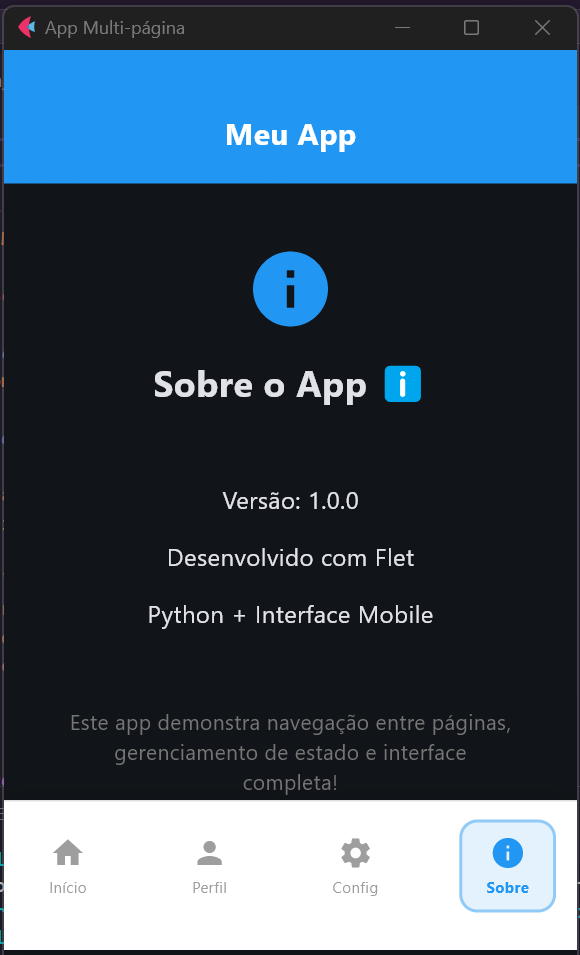 App Multi-página
Meu App
Sobre o App ℹ️
Versão: 1.0.0
Desenvolvido com Flet
Python + Interface Mobile
Este app demonstra navegação entre páginas,
gerenciamento de estado e interface
completa!
Início
Perfil
Config
Sobre